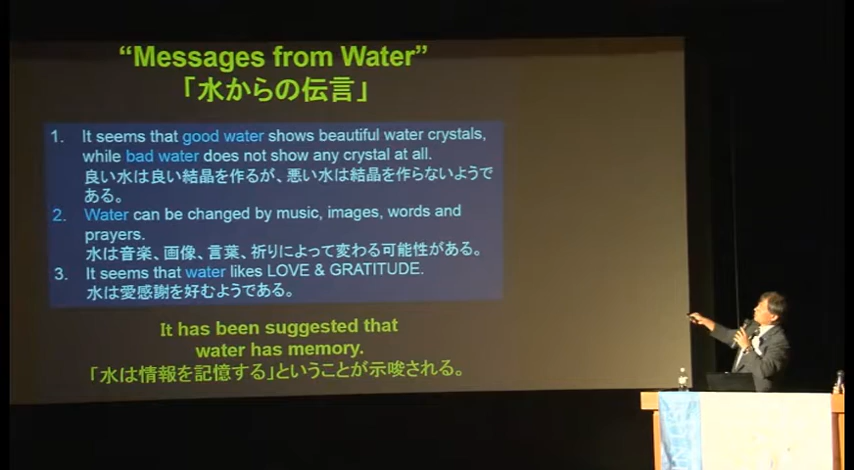 “Messages from Water”
「水からの伝言」
1. It seems that good water shows beautiful water crystals,
while bad water does not show any crystal at all.
良い水は良い結晶を作るが、悪い水は結晶を作らないようで
ある。
2. Water can be changed by music, images, words and
prayers.
水は音楽、画像、言葉、祈りによって変わる可能性がある。
3. It seems that water likes LOVE & GRATITUDE.
水は愛感謝を好むようである。
It has been suggested that
water has memory.
「水は情報を記憶する」ということが示唆される。